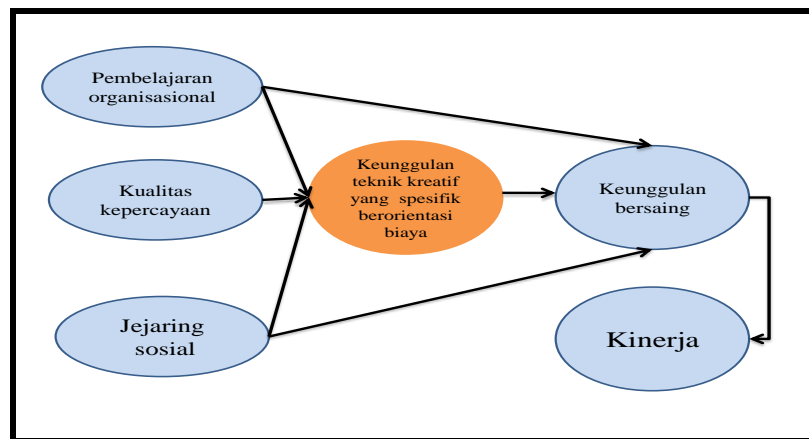 Pembelajaran
organisasional
Kualitas
kepercayaan
Jejaring
sosial
Keunggulan
teknik kreatif
yang spesifik
berorientasi
biaya
Keunggulan
bersaing
Kinerja